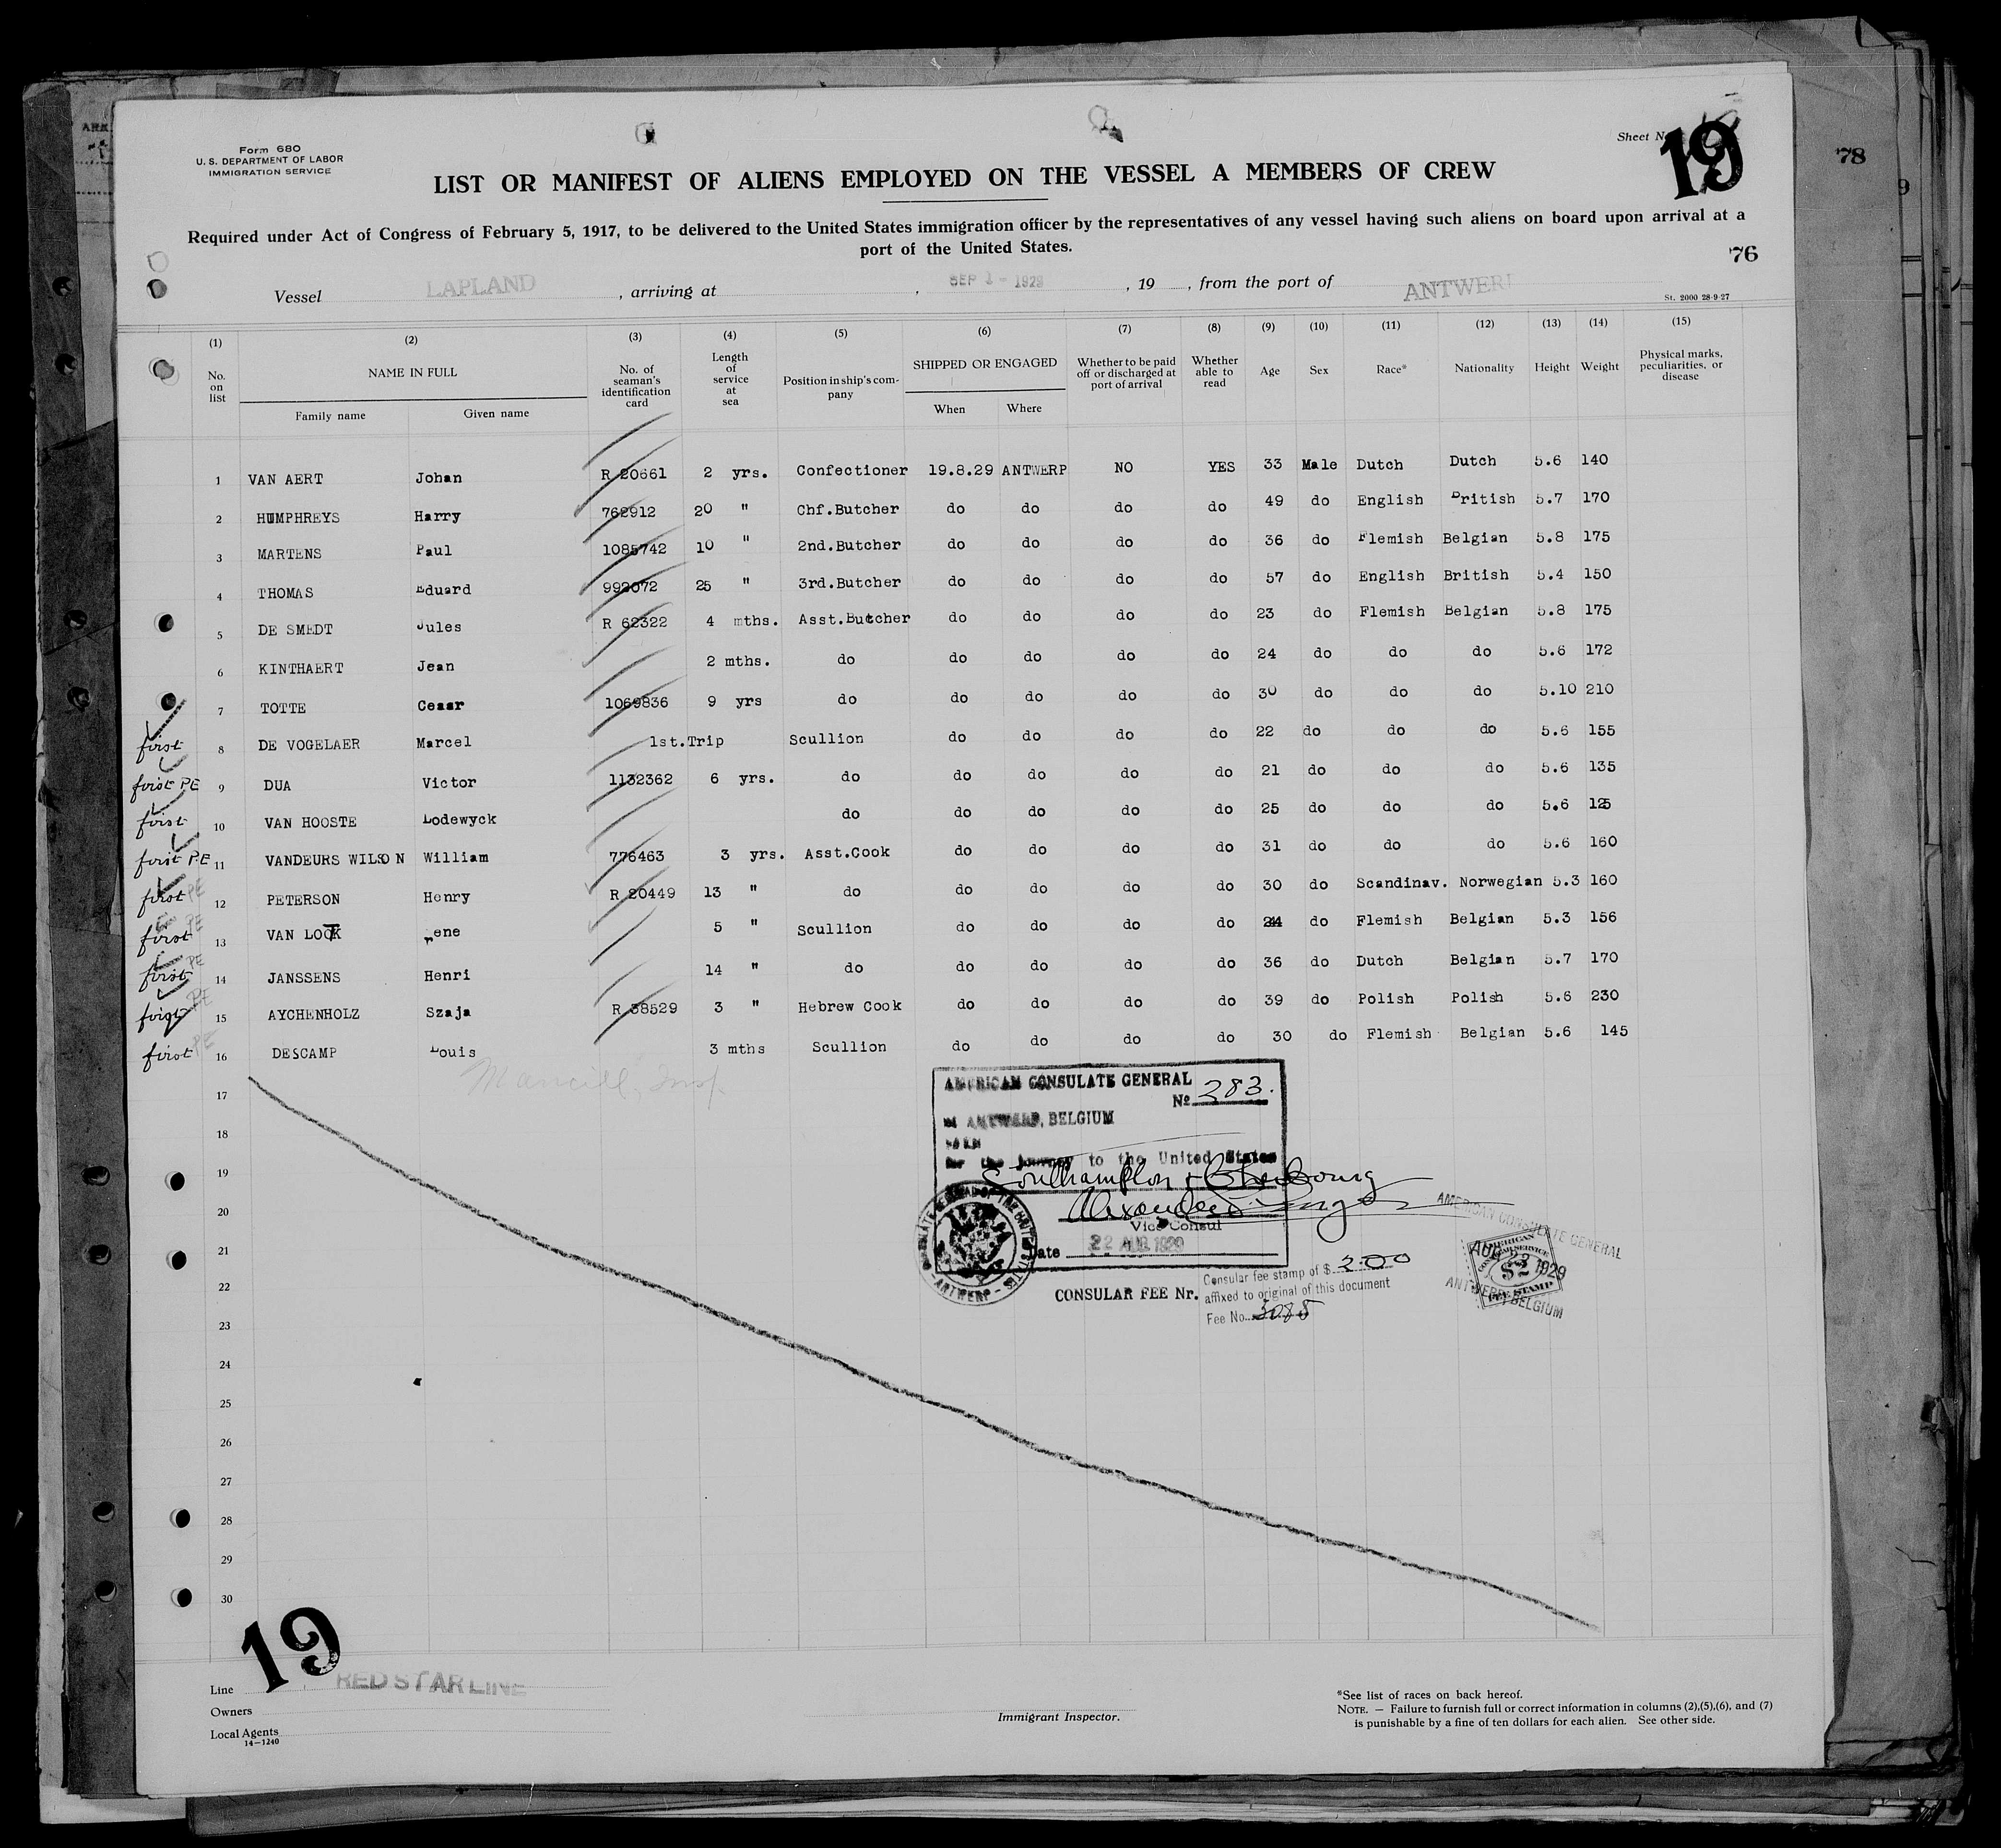 Form 680
U. S. DEPARTMENT OF LABOR
IMMIGRATION SERVICE
Sheet No.
19
78
LIST OR MANIFEST OF ALIENS EMPLOYED ON THE VESSEL A MEMBERS OF CREW
Required under Act of Congress of February 5, 1917, to be delivered to the United States immigration officer by the representatives of any vessel having such aliens on board upon arrival at a
port of the United States.
76
Vessel LAPLAND , arriving at , SEP 1 - 1929 , 19 , from the port of ANTWER
St. 2000 28-9-27
(1) (2) (3) (4) (5) (6) (7) (8) (9) (10) (11) (12) (13) (14) (15)
No. on list NAME IN FULL Family name Given name No. of seaman's identification card Length of service at sea Position in ship's company SHIPPED OR ENGAGED When Where Whether to be paid off or discharged at port of arrival Whether able to read Age Sex Race* Nationality Height Weight Physical marks, peculiarities, or disease
1 VAN AERT Johan R 20661 2 yrs. Confectioner 19.8.29 ANTWERP NO YES 33 Male Dutch Dutch 5.6 140
2 HUMPHREYS Harry 762912 20 " Chf.Butcher do do do do 49 do English British 5.7 170
3 MARTENS Paul 1085742 10 " 2nd.Butcher do do do do 36 do Flemish Belgian 5.8 175
4 THOMAS Eduard 992072 25 " 3rd.Butcher do do do do 57 do English British 5.4 150
5 DE SMEDT Jules R 62322 4 mths. Asst.Butcher do do do do 23 do Flemish Belgian 5.8 175
6 KINTHAERT Jean 2 mths. do do do do do 24 do do do 5.6 172
7 TOTTE Cesar 1069836 9 yrs do do do do do 30 do do do 5.10 210
first 8 DE VOGELAER Marcel 1st.Trip Scullion do do do do 22 do do do 5.6 155
first PE 9 DUA Victor 1132362 6 yrs. do do do do do 21 do do do 5.6 135
first 10 VAN HOOSTE Lodewyck do do do do do 25 do do do 5.6 125
first PE 11 VANDEURS WILSON William 776463 3 yrs. Asst.Cook do do do do 31 do do do 5.6 160
first PE 12 PETERSON Henry R 20449 13 " do do do do do 30 do Scandinav. Norwegian 5.3 160
first PE 13 VAN LOOK ene 5 " Scullion do do do do 24 do Flemish Belgian 5.3 156
first PE 14 JANSSENS Henri 14 " do do do do do 36 do Dutch Belgian 5.7 170
first PE 15 AYCHENHOLZ Szaja R 38529 3 " Hebrew Cook do do do do 39 do Polish Polish 5.6 230
first PE 16 DESCAMP Louis 3 mths Scullion do do do do 30 do Flemish Belgian 5.6 145
17
18
19
20
21
22
23
24
25
26
27
28
29
30
AMERICAN CONSULATE GENERAL
No 283.
ANTWERP, BELGIUM
for the journey to the United States
Southampton + Cherbourg
Alexander
Vice Consul
Date 22 AUG 1929
ANTWERP
CONSULAR FEE Nr.
Consular fee stamp of $ 2.00
affixed to original of this document
Fee No. 3088
AMERICAN CONSULATE GENERAL
AUG 22 1929
ANTWERP, BELGIUM
AMERICAN
$2
FEE STAMP
19
Line RED STAR LINE
Owners
Local Agents
14—1240
Immigrant Inspector.
*See list of races on back hereof.
NOTE. — Failure to furnish full or correct information in columns (2),(5),(6), and (7)
is punishable by a fine of ten dollars for each alien. See other side.